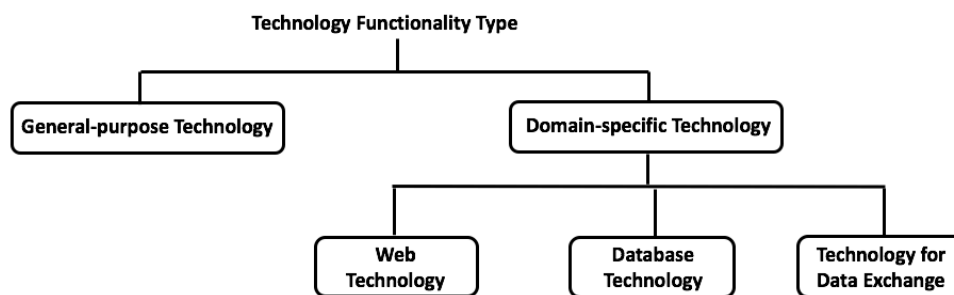 Technology Functionality Type
General-purpose Technology
Domain-specific Technology
Web
Technology
Database
Technology
Technology for
Data Exchange